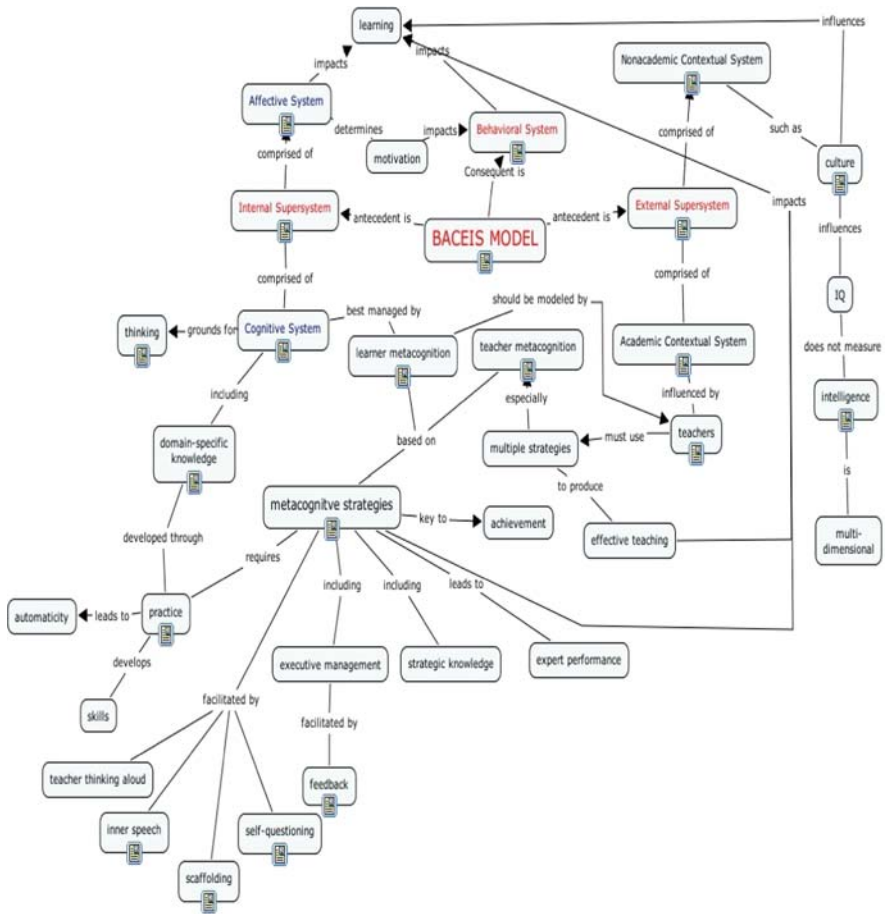 learning
influences
impacts
impacts
Nonacademic Contextual System
Affective System
determines
impacts
Behavioral System
such as
motivation
comprised of
comprised of
culture
Consequent is
impacts
Internal Supersystem
antecedent is
BACEIS MODEL
antecedent is
External Supersystem
influences
comprised of
comprised of
IQ
best managed by
should be modeled by
thinking
grounds for
Cognitive System
learner metacognition
teacher metacognition
Academic Contextual System
does not measure
including
especially
influenced by
intelligence
domain-specific
knowledge
based on
multiple strategies
must use
teachers
is
to produce
metacognitve strategies
key to
achievement
effective teaching
multi-
dimensional
developed through
requires
including
including
leads to
automaticity
leads to
practice
develops
executive management
strategic knowledge
expert performance
skills
facilitated by
facilitated by
teacher thinking aloud
feedback
inner speech
self-questioning
scaffolding